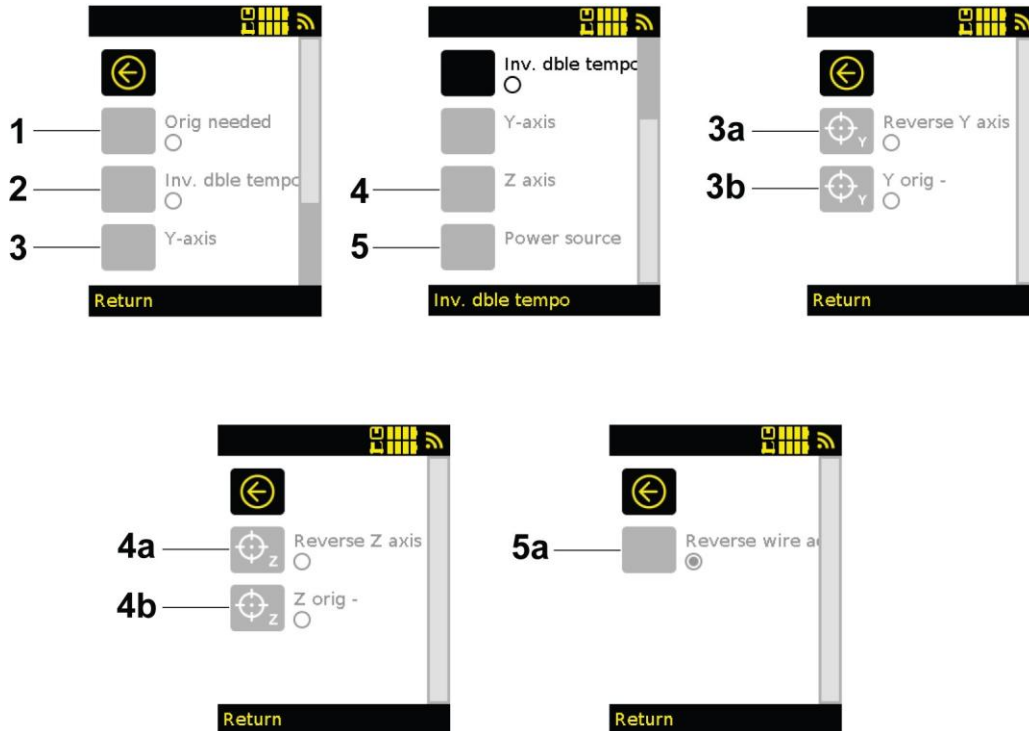 1
Orig needed
2
Inv. dble tempo
3
Y-axis
Return
Inv. dble tempo
Y-axis
4
Z axis
5
Power source
Inv. dble tempo
3a
Reverse Y axis
Y
3b
Y orig -
Y
Return
4a
Reverse Z axis
Z
4b
Z orig -
Z
Return
5a
Reverse wire a
Return